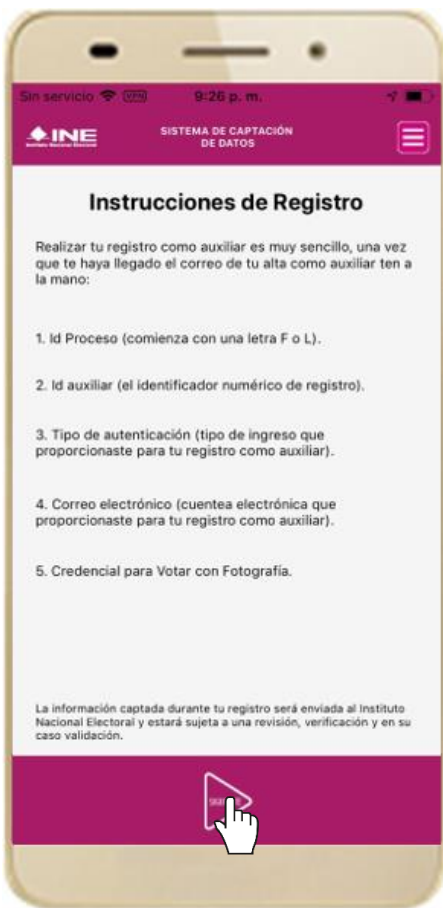 Sin servicio VPN 9:26 p. m.
INE
Instituto Nacional Electoral
SISTEMA DE CAPTACIÓN
DE DATOS
Instrucciones de Registro
Realizar tu registro como auxiliar es muy sencillo, una vez
que te haya llegado el correo de tu alta como auxiliar ten a
la mano:
1. Id Proceso (comienza con una letra F o L).
2. Id auxiliar (el identificador numérico de registro).
3. Tipo de autenticación (tipo de ingreso que
proporcionaste para tu registro como auxiliar).
4. Correo electrónico (cuentea electrónica que
proporcionaste para tu registro como auxiliar).
5. Credencial para Votar con Fotografía.
La información captada durante tu registro será enviada al Instituto
Nacional Electoral y estará sujeta a una revisión, verificación y en su
caso validación.